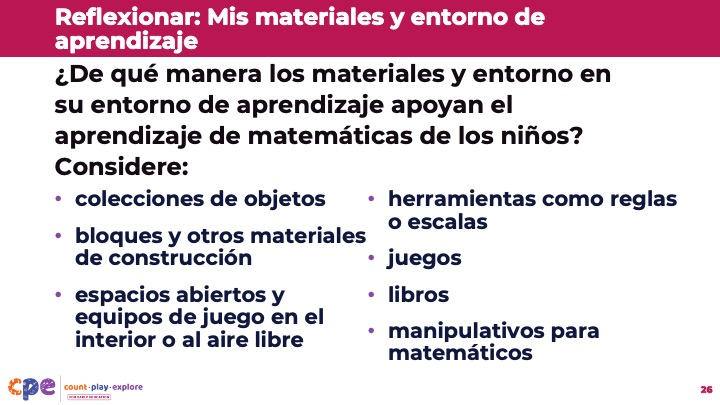 Reflexionar: Mis materiales y entorno de
aprendizaje
¿De qué manera los materiales y entorno en
su entorno de aprendizaje apoyan el
aprendizaje de matemáticas de los niños?
Considere:
• colecciones de objetos
• bloques y otros materiales
de construcción
• espacios abiertos y
equipos de juego en el
interior o al aire libre
• herramientas como reglas
o escalas
• juegos
• libros
• manipulativos para
matemáticos
cpe
count·play·explore
26